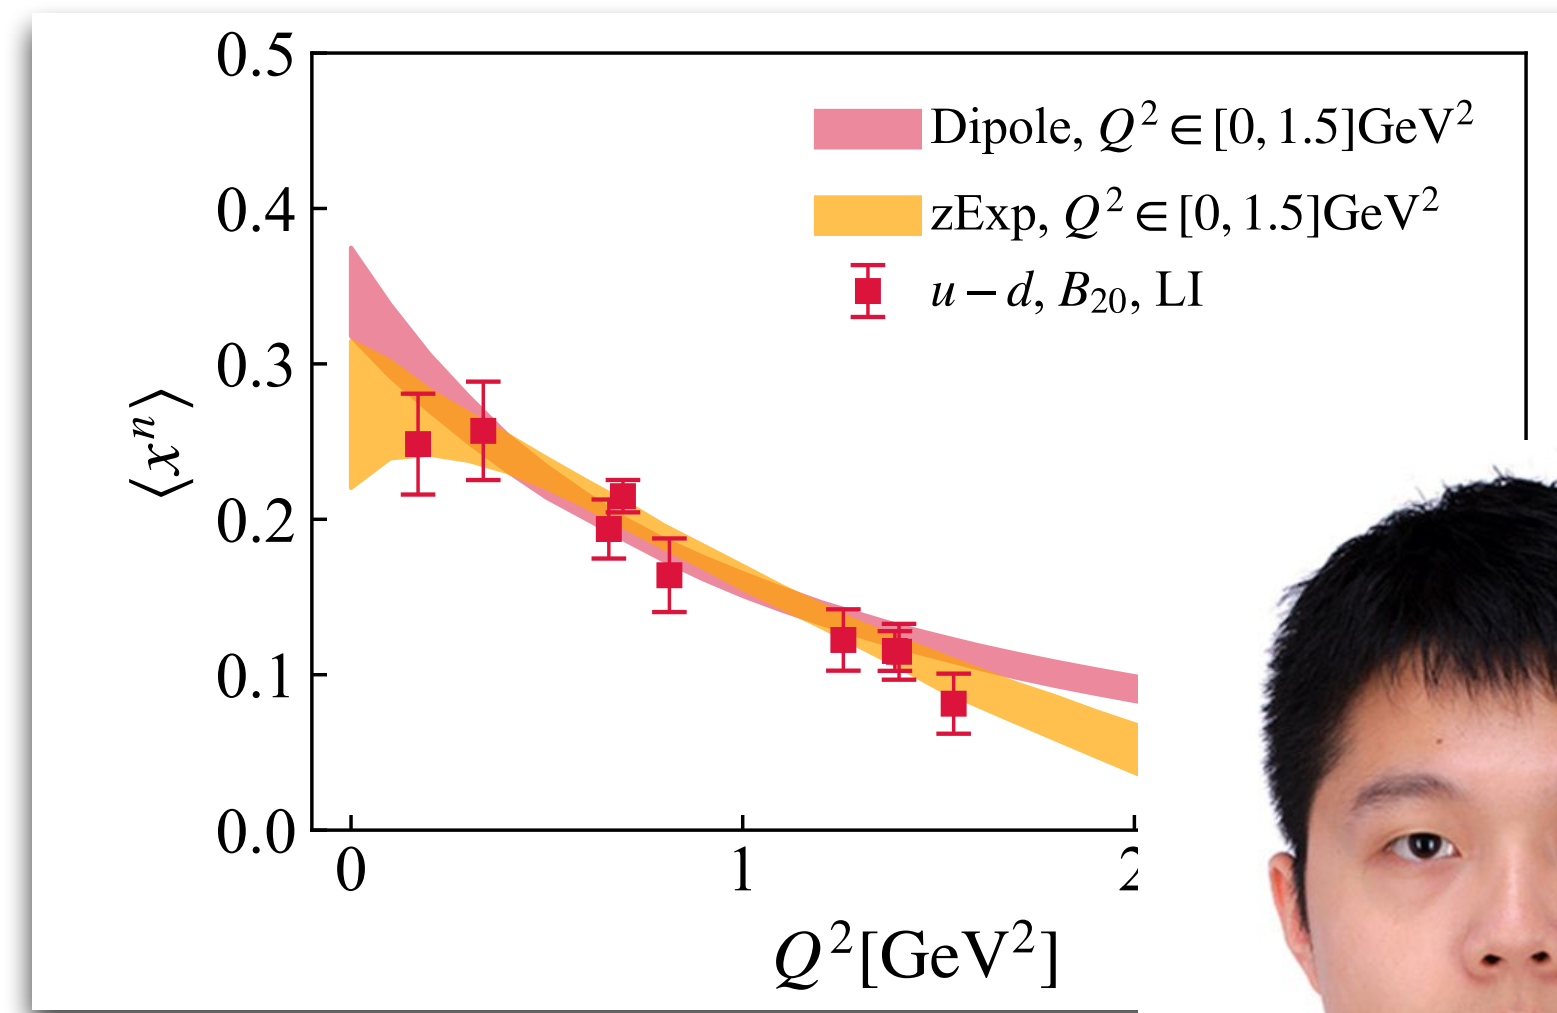 0.5
Dipole, Q² ∈ [0, 1.5]GeV²
zExp, Q² ∈ [0, 1.5]GeV²
u − d, B₂₀, LI
0.4
0.3
0.2
0.1
0.0
⟨xⁿ⟩
0 1 2
Q² [GeV²]